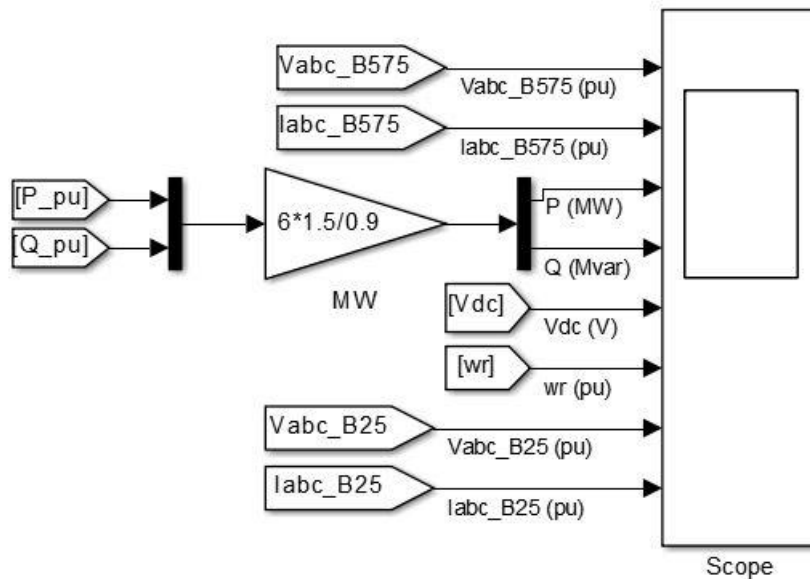 Vabc_B575
Vabc_B575 (pu)
Iabc_B575
Iabc_B575 (pu)
[P_pu]
6*1.5/0.9
P (MW)
[Q_pu]
Q (Mvar)
MW
[Vdc]
Vdc (V)
[wr]
wr (pu)
Vabc_B25
Vabc_B25 (pu)
Iabc_B25
Iabc_B25 (pu)
Scope